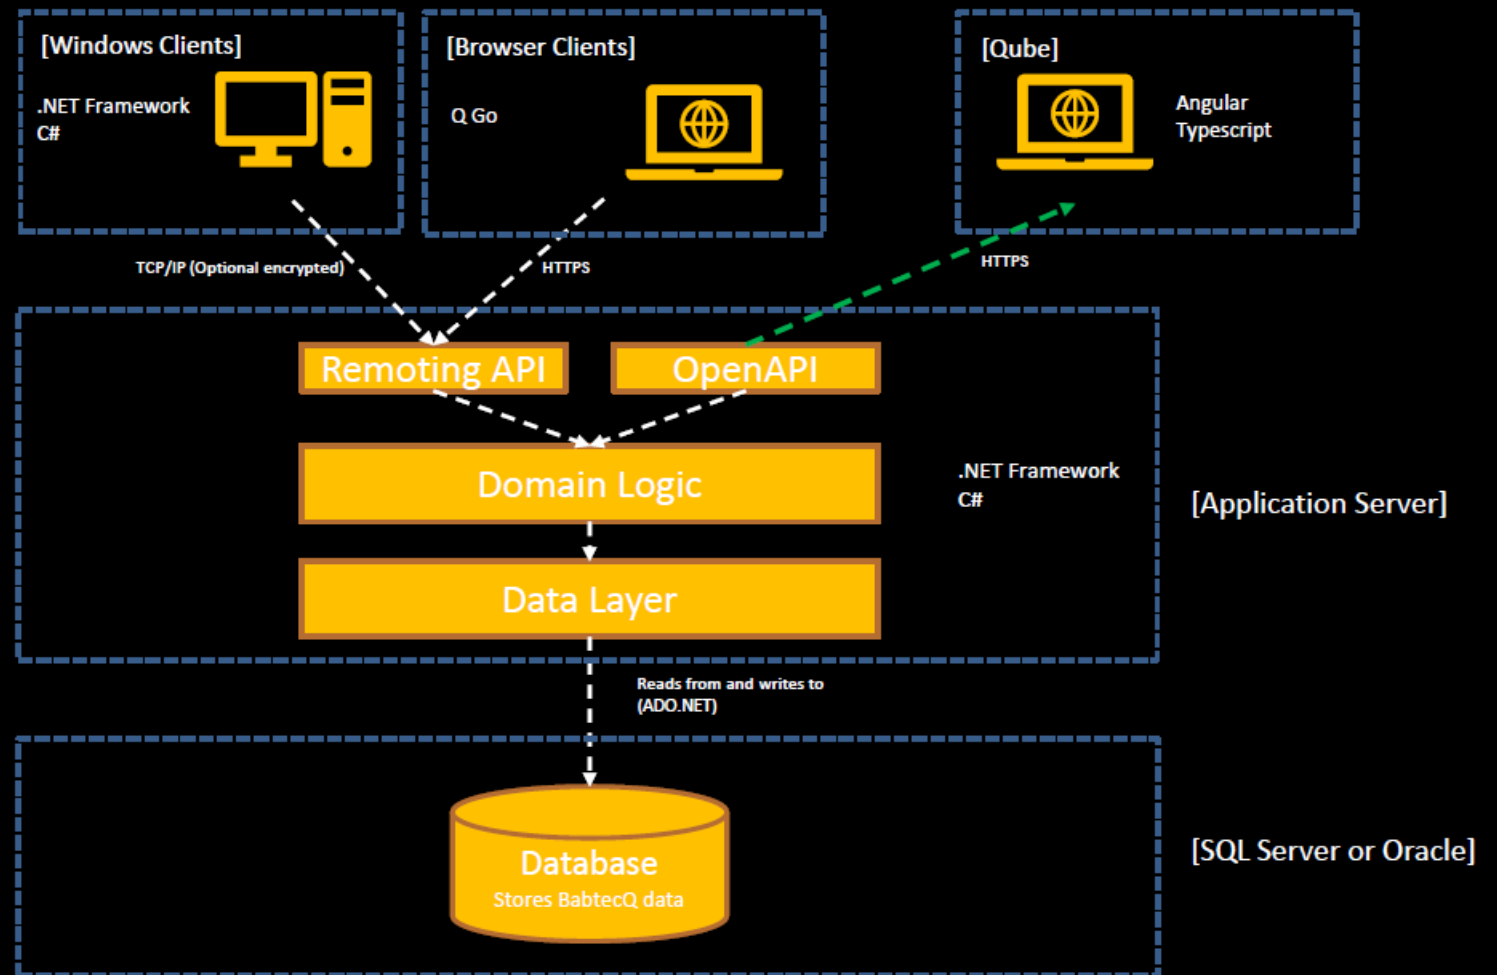 [Windows Clients]
.NET Framework
C#
[Browser Clients]
Q Go
[Qube]
Angular
Typescript
TCP/IP (Optional encrypted)
HTTPS
HTTPS
Remoting API
OpenAPI
Domain Logic
.NET Framework
C#
[Application Server]
Data Layer
Reads from and writes to
(ADO.NET)
Database
Stores BabtecQ data
[SQL Server or Oracle]